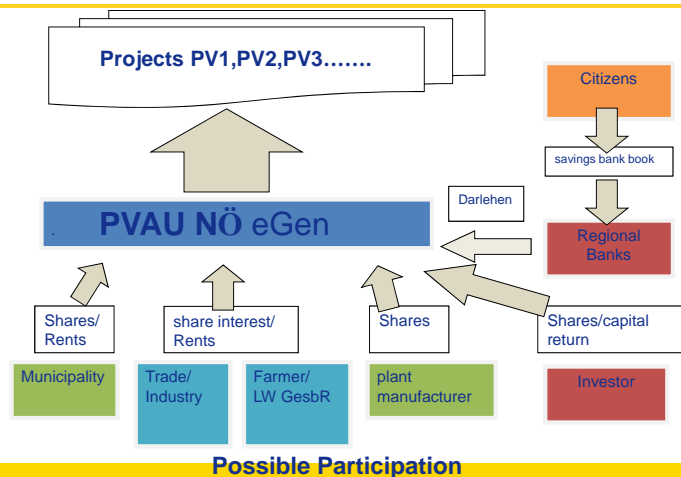 Projects PV1,PV2,PV3…….
Citizens
savings bank book
Darlehen
. PVAU NÖ eGen
Regional
Banks
Shares/
Rents
share interest/
Rents
Shares
Shares/capital
return
Municipality
Trade/
Industry
Farmer/
LW GesbR
plant
manufacturer
Investor
Possible Participation